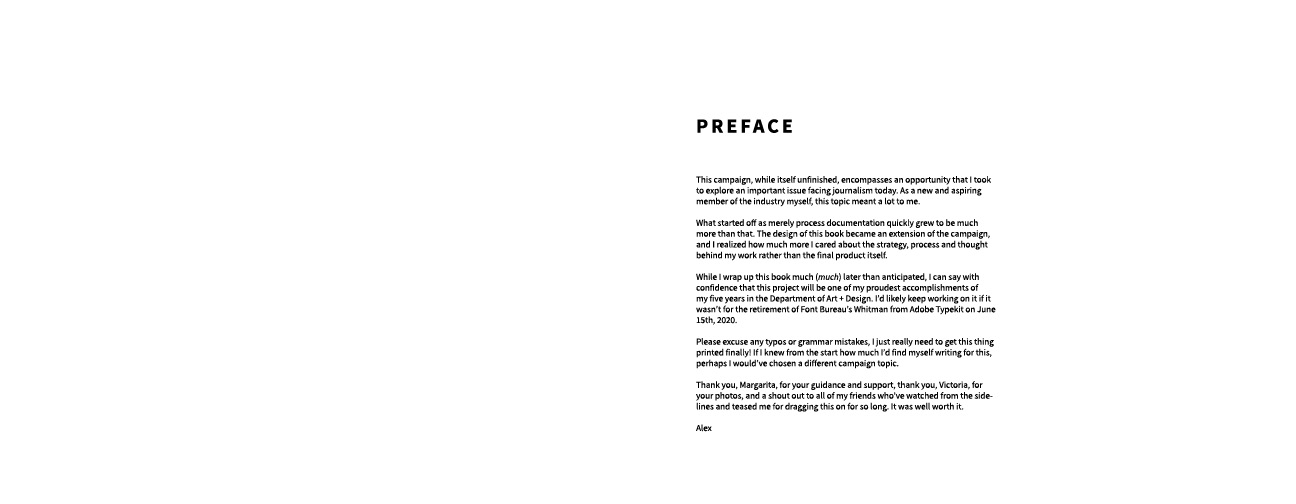 PREFACE
This campaign, while itself unfinished, encompasses an opportunity that I took
to explore an important issue facing journalism today. As a new and aspiring
member of the industry myself, this topic meant a lot to me.
What started off as merely process documentation quickly grew to be much
more than that. The design of this book became an extension of the campaign,
and I realized how much more I cared about the strategy, process and thought
behind my work rather than the final product itself.
While I wrap up this book much (much) later than anticipated, I can say with
confidence that this project will be one of my proudest accomplishments of
my five years in the Department of Art + Design. I'd likely keep working on it if it
wasn't for the retirement of Font Bureau's Whitman from Adobe Typekit on June
15th, 2020.
Please excuse any typos or grammar mistakes, I just really need to get this thing
printed finally! If I knew from the start how much I'd find myself writing for this,
perhaps I would've chosen a different campaign topic.
Thank you, Margarita, for your guidance and support, thank you, Victoria, for
your photos, and a shout out to all of my friends who've watched from the side-
lines and teased me for dragging this on for so long. It was well worth it.
Alex